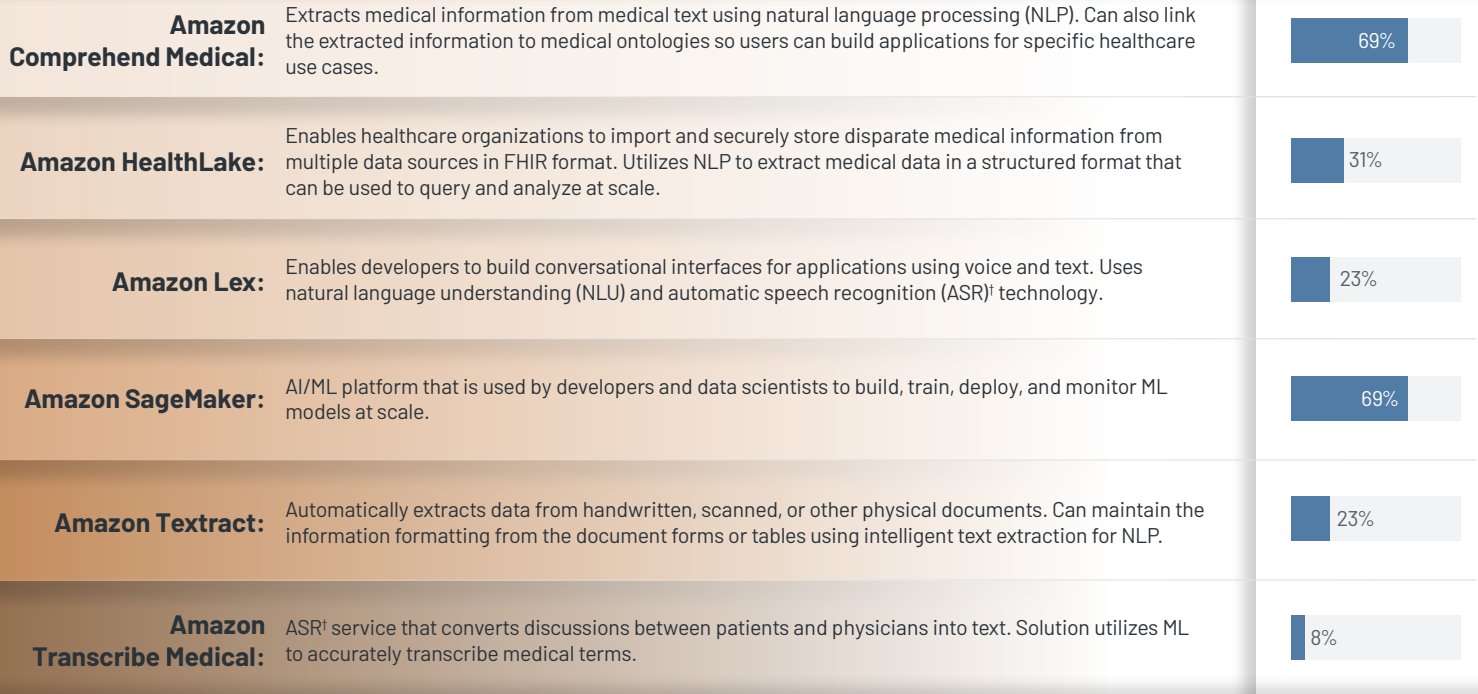 Amazon
Comprehend Medical:
Extracts medical information from medical text using natural language processing (NLP). Can also link
the extracted information to medical ontologies so users can build applications for specific healthcare
use cases.
69%
Amazon HealthLake:
Enables healthcare organizations to import and securely store disparate medical information from
multiple data sources in FHIR format. Utilizes NLP to extract medical data in a structured format that
can be used to query and analyze at scale.
31%
Amazon Lex:
Enables developers to build conversational interfaces for applications using voice and text. Uses
natural language understanding (NLU) and automatic speech recognition (ASR)† technology.
23%
Amazon SageMaker:
AI/ML platform that is used by developers and data scientists to build, train, deploy, and monitor ML
models at scale.
69%
Amazon Textract:
Automatically extracts data from handwritten, scanned, or other physical documents. Can maintain the
information formatting from the document forms or tables using intelligent text extraction for NLP.
23%
Amazon
Transcribe Medical:
ASR† service that converts discussions between patients and physicians into text. Solution utilizes ML
to accurately transcribe medical terms.
8%